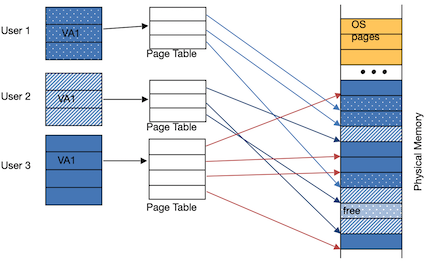 User 1
VA1
Page Table
User 2
VA1
Page Table
User 3
VA1
Page Table
OS
pages
• • •
free
Physical Memory